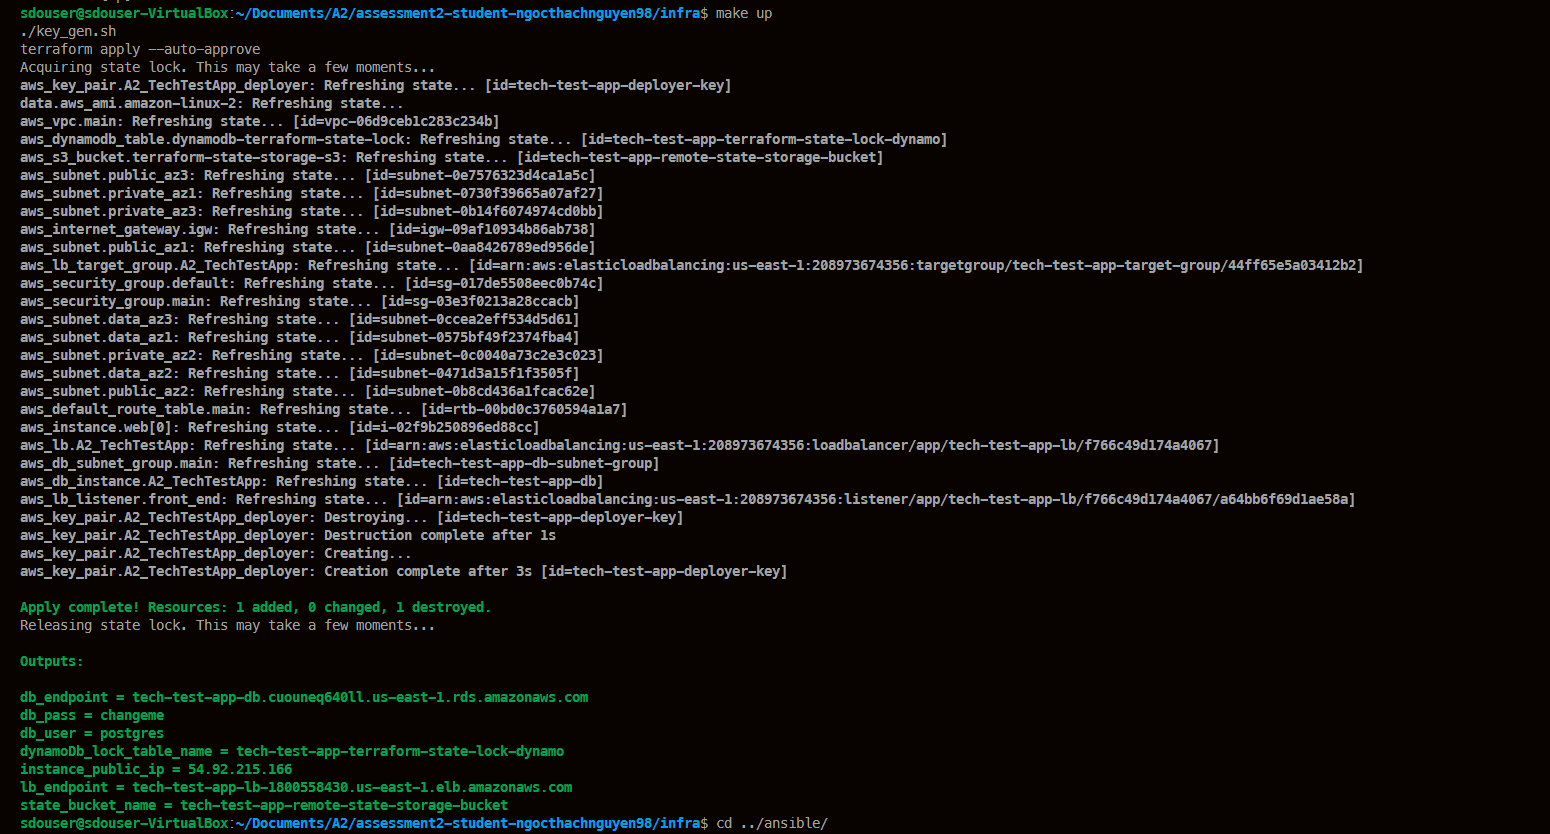 sdouser@sdouser-VirtualBox:~/Documents/A2/assessment2-student-ngocthachnguyen98/infra$ make up
./key_gen.sh
terraform apply --auto-approve
Acquiring state lock. This may take a few moments...
aws_key_pair.A2_TechTestApp_deployer: Refreshing state... [id=tech-test-app-deployer-key]
data.aws_ami.amazon-linux-2: Refreshing state...
aws_vpc.main: Refreshing state... [id=vpc-06d9ceb1c283c234b]
aws_dynamodb_table.dynamodb-terraform-state-lock: Refreshing state... [id=tech-test-app-terraform-state-lock-dynamo]
aws_s3_bucket.terraform-state-storage-s3: Refreshing state... [id=tech-test-app-remote-state-storage-bucket]
aws_subnet.public_az3: Refreshing state... [id=subnet-0e7576323d4ca1a5c]
aws_subnet.private_az1: Refreshing state... [id=subnet-0730f39665a07af27]
aws_subnet.private_az3: Refreshing state... [id=subnet-0b14f6074974cd0bb]
aws_internet_gateway.igw: Refreshing state... [id=igw-09af10934b86ab738]
aws_subnet.public_az1: Refreshing state... [id=subnet-0aa8426789ed956de]
aws_lb_target_group.A2_TechTestApp: Refreshing state... [id=arn:aws:elasticloadbalancing:us-east-1:208973674356:targetgroup/tech-test-app-target-group/44ff65e5a03412b2]
aws_security_group.default: Refreshing state... [id=sg-017de5508eec0b74c]
aws_security_group.main: Refreshing state... [id=sg-03e3f0213a28ccacb]
aws_subnet.data_az3: Refreshing state... [id=subnet-0ccea2eff534d5d61]
aws_subnet.data_az1: Refreshing state... [id=subnet-0575bf49f2374fba4]
aws_subnet.private_az2: Refreshing state... [id=subnet-0c0040a73c2e3c023]
aws_subnet.data_az2: Refreshing state... [id=subnet-0471d3a15f1f3505f]
aws_subnet.public_az2: Refreshing state... [id=subnet-0b8cd436a1fcac62e]
aws_default_route_table.main: Refreshing state... [id=rtb-00bd0c3760594a1a7]
aws_instance.web[0]: Refreshing state... [id=i-02f9b250896ed88cc]
aws_lb.A2_TechTestApp: Refreshing state... [id=arn:aws:elasticloadbalancing:us-east-1:208973674356:loadbalancer/app/tech-test-app-lb/f766c49d174a4067]
aws_db_subnet_group.main: Refreshing state... [id=tech-test-app-db-subnet-group]
aws_db_instance.A2_TechTestApp: Refreshing state... [id=tech-test-app-db]
aws_lb_listener.front_end: Refreshing state... [id=arn:aws:elasticloadbalancing:us-east-1:208973674356:listener/app/tech-test-app-lb/f766c49d174a4067/a64bb6f69d1ae58a]
aws_key_pair.A2_TechTestApp_deployer: Destroying... [id=tech-test-app-deployer-key]
aws_key_pair.A2_TechTestApp_deployer: Destruction complete after 1s
aws_key_pair.A2_TechTestApp_deployer: Creating...
aws_key_pair.A2_TechTestApp_deployer: Creation complete after 3s [id=tech-test-app-deployer-key]
Apply complete! Resources: 1 added, 0 changed, 1 destroyed.
Releasing state lock. This may take a few moments...
Outputs:
db_endpoint = tech-test-app-db.cuouneq640ll.us-east-1.rds.amazonaws.com
db_pass = changeme
db_user = postgres
dynamoDb_lock_table_name = tech-test-app-terraform-state-lock-dynamo
instance_public_ip = 54.92.215.166
lb_endpoint = tech-test-app-lb-1800558430.us-east-1.elb.amazonaws.com
state_bucket_name = tech-test-app-remote-state-storage-bucket
sdouser@sdouser-VirtualBox:~/Documents/A2/assessment2-student-ngocthachnguyen98/infra$ cd ../ansible/